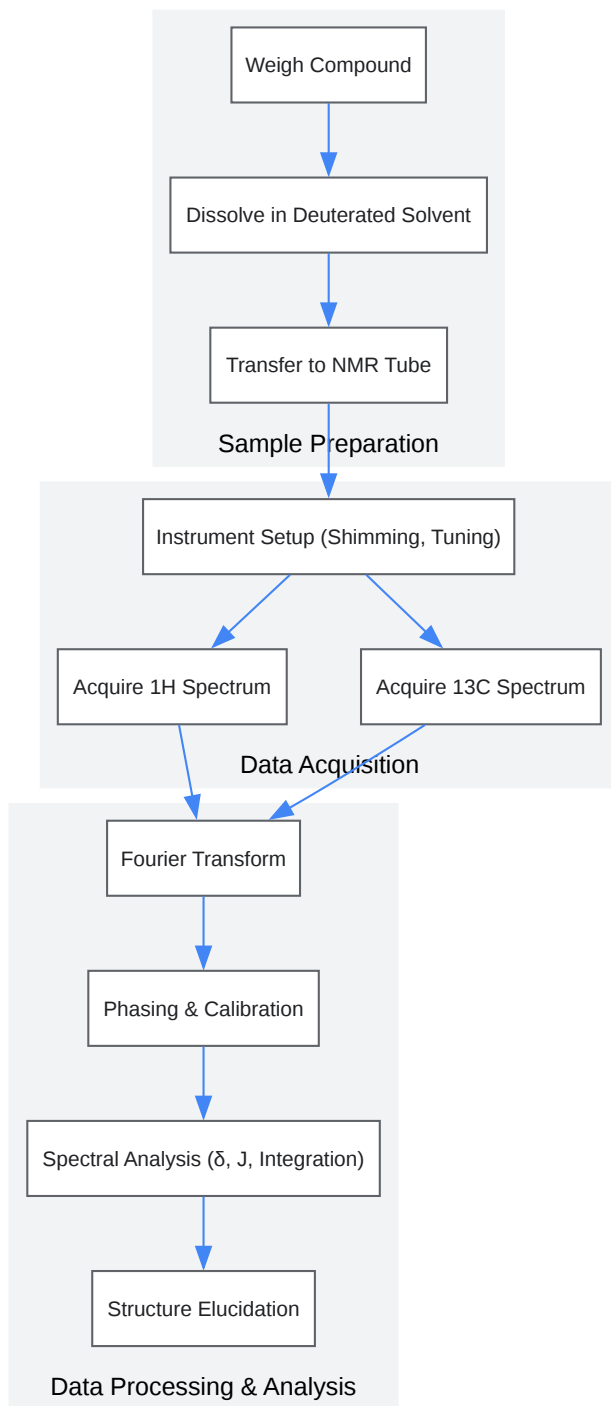 Weigh Compound
Dissolve in Deuterated Solvent
Transfer to NMR Tube
Sample Preparation
Instrument Setup (Shimming, Tuning)
Acquire 1H Spectrum
Acquire 13C Spectrum
Data Acquisition
Fourier Transform
Phasing & Calibration
Spectral Analysis (δ, J, Integration)
Structure Elucidation
Data Processing & Analysis